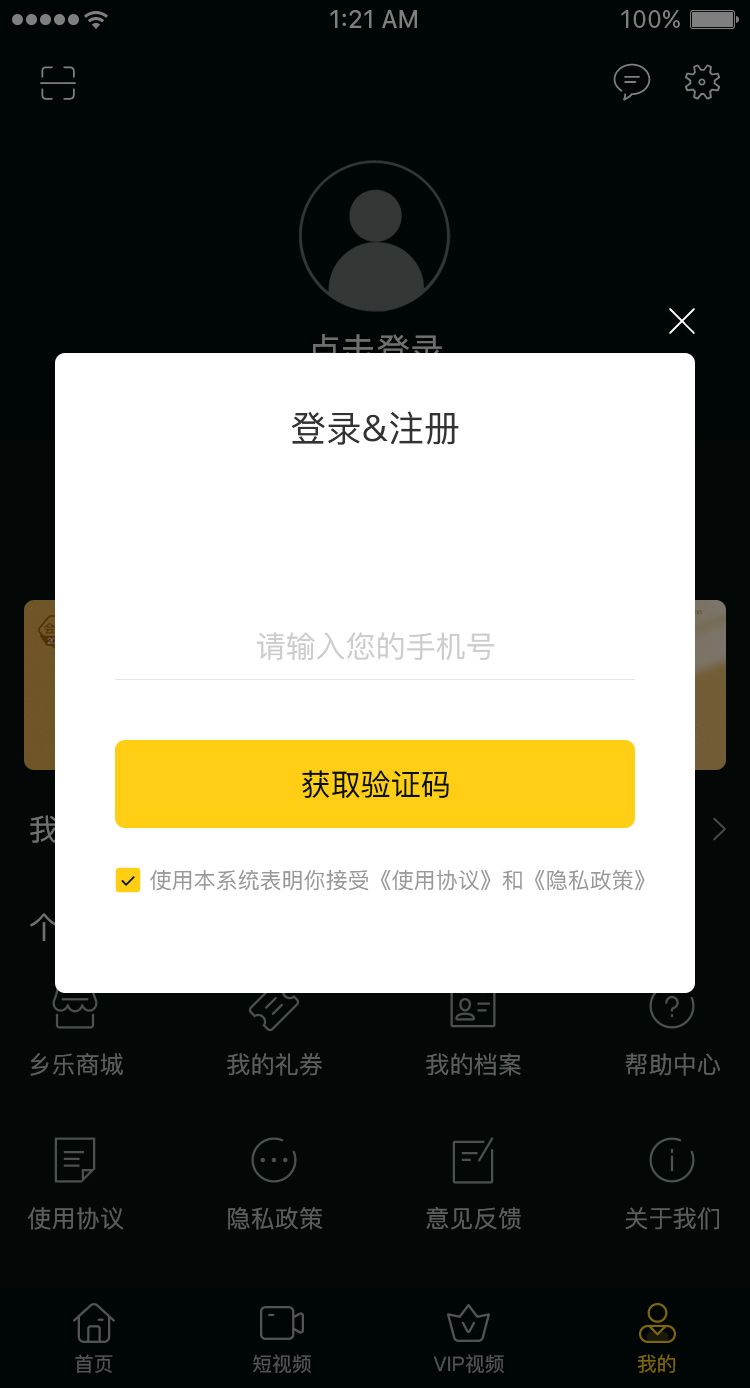 1:21 AM 100%
点击登录
登录&注册
请输入您的手机号
获取验证码
使用本系统表明你接受《使用协议》和《隐私政策》
我
个
乡乐商城 我的礼券 我的档案 帮助中心
使用协议 隐私政策 意见反馈 关于我们
首页 短视频 VIP视频 我的